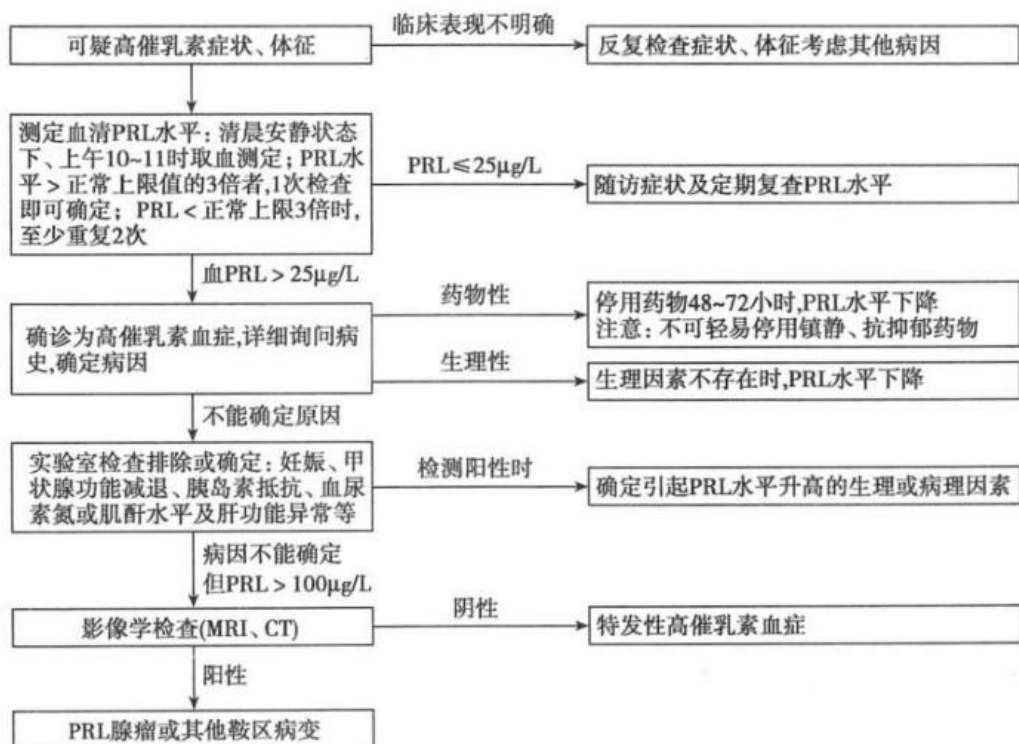 临床表现不明确
可疑高催乳素症状、体征
反复检查症状、体征考虑其他病因
测定血清PRL水平：清晨安静状态
下、上午10~11时取血测定；PRL水
平＞正常上限值的3倍者,1次检查
即可确定；PRL＜正常上限3倍时,
至少重复2次
PRL≤25μg/L
随访症状及定期复查PRL水平
血PRL＞25μg/L
确诊为高催乳素血症,详细询问病
史,确定病因
药物性
停用药物48~72小时,PRL水平下降
注意：不可轻易停用镇静、抗抑郁药物
生理性
生理因素不存在时,PRL水平下降
不能确定原因
实验室检查排除或确定：妊娠、甲
状腺功能减退、胰岛素抵抗、血尿
素氮或肌酐水平及肝功能异常等
检测阳性时
确定引起PRL水平升高的生理或病理因素
病因不能确定
但PRL＞100μg/L
影像学检查(MRI、CT)
阴性
特发性高催乳素血症
阳性
PRL腺瘤或其他鞍区病变